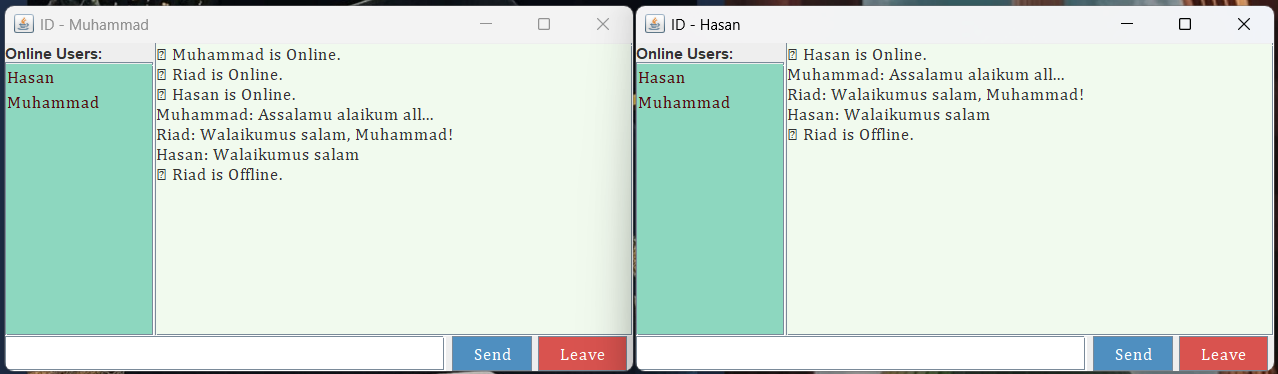 ID - Muhammad
Online Users:
Hasan
Muhammad
Muhammad is Online.
Riad is Online.
Hasan is Online.
Muhammad: Assalamu alaikum all...
Riad: Walaikumus salam, Muhammad!
Hasan: Walaikumus salam
Riad is Offline.
Send
Leave
ID - Hasan
Online Users:
Hasan
Muhammad
Hasan is Online.
Muhammad: Assalamu alaikum all...
Riad: Walaikumus salam, Muhammad!
Hasan: Walaikumus salam
Riad is Offline.
Send
Leave